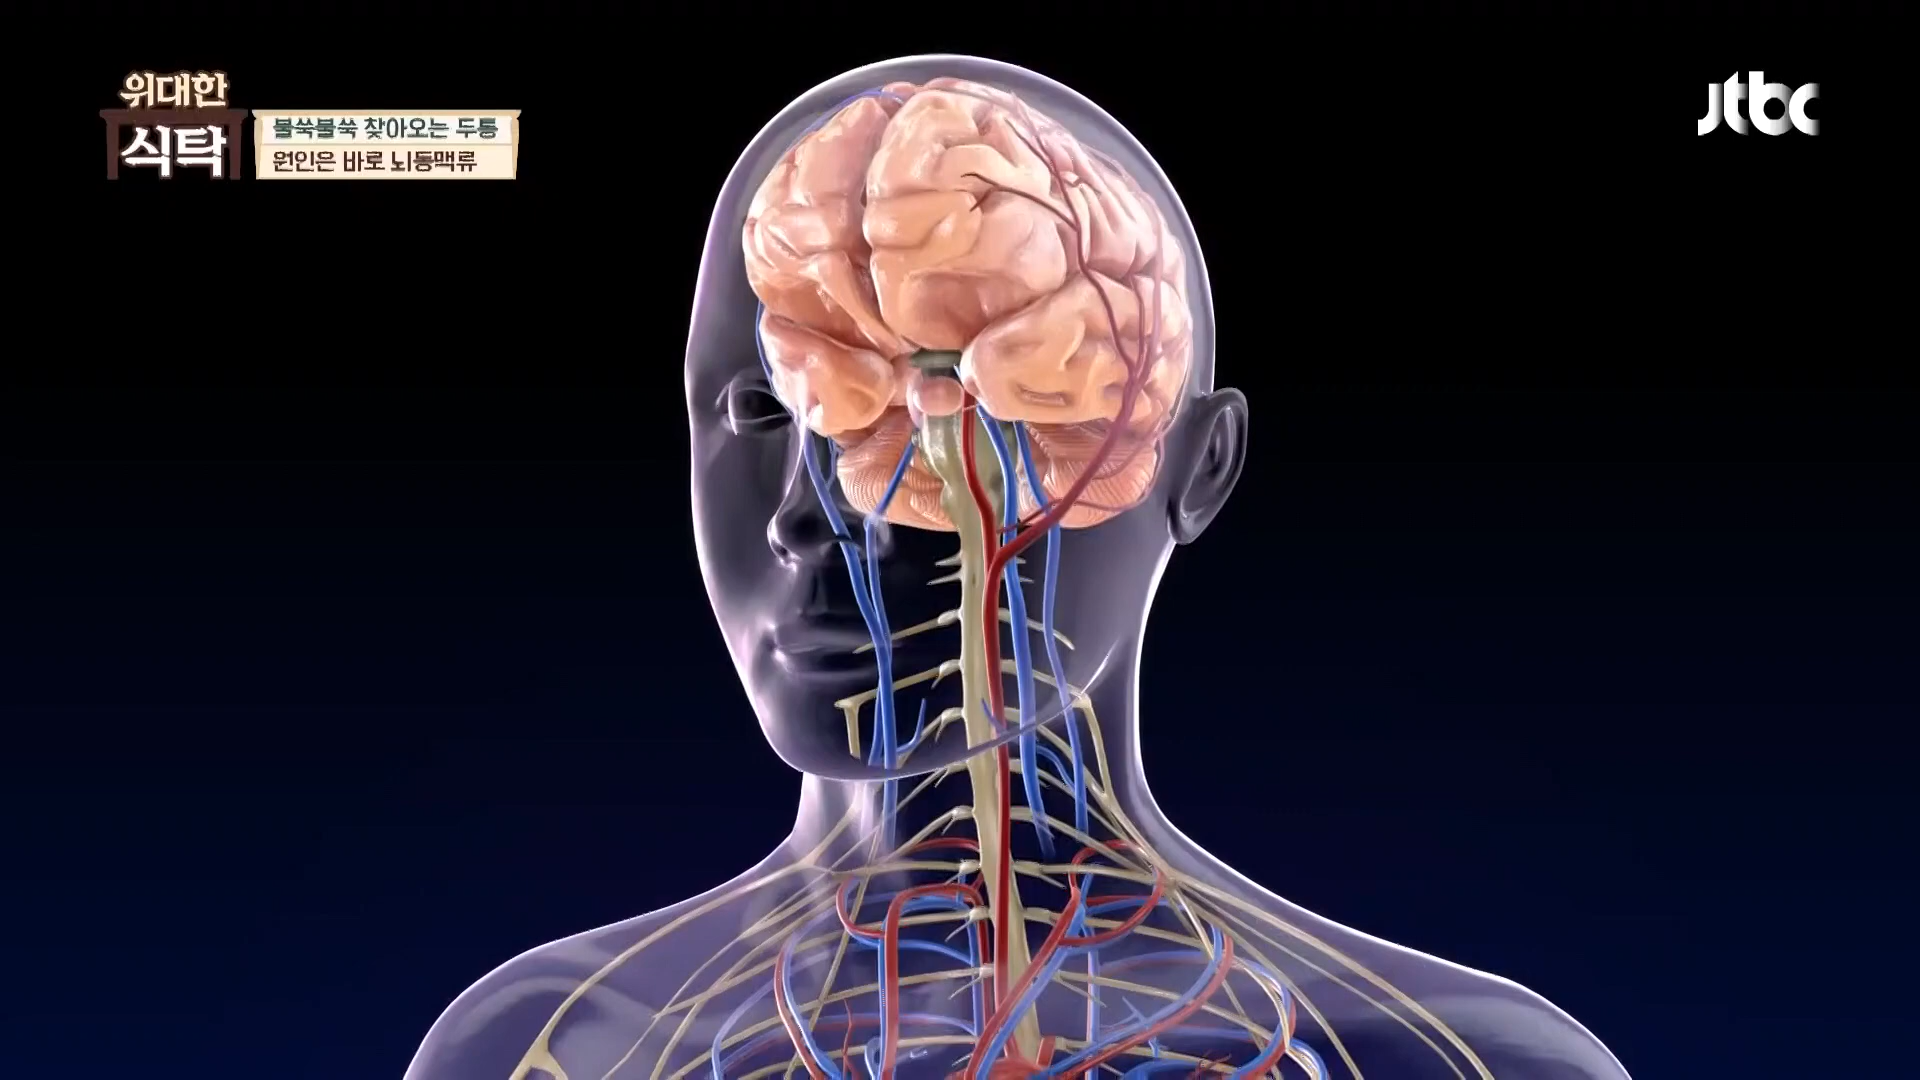 위대한
식탁
불쑥불쑥 찾아오는 두통
원인은 바로 뇌동맥류
jtbc